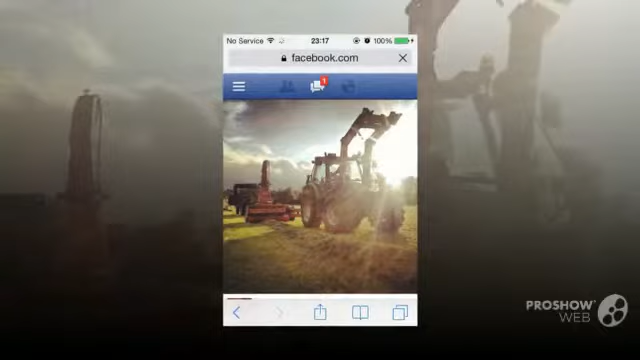 No Service 23:17 100%
facebook.com
1
PROSHOW®
WEB